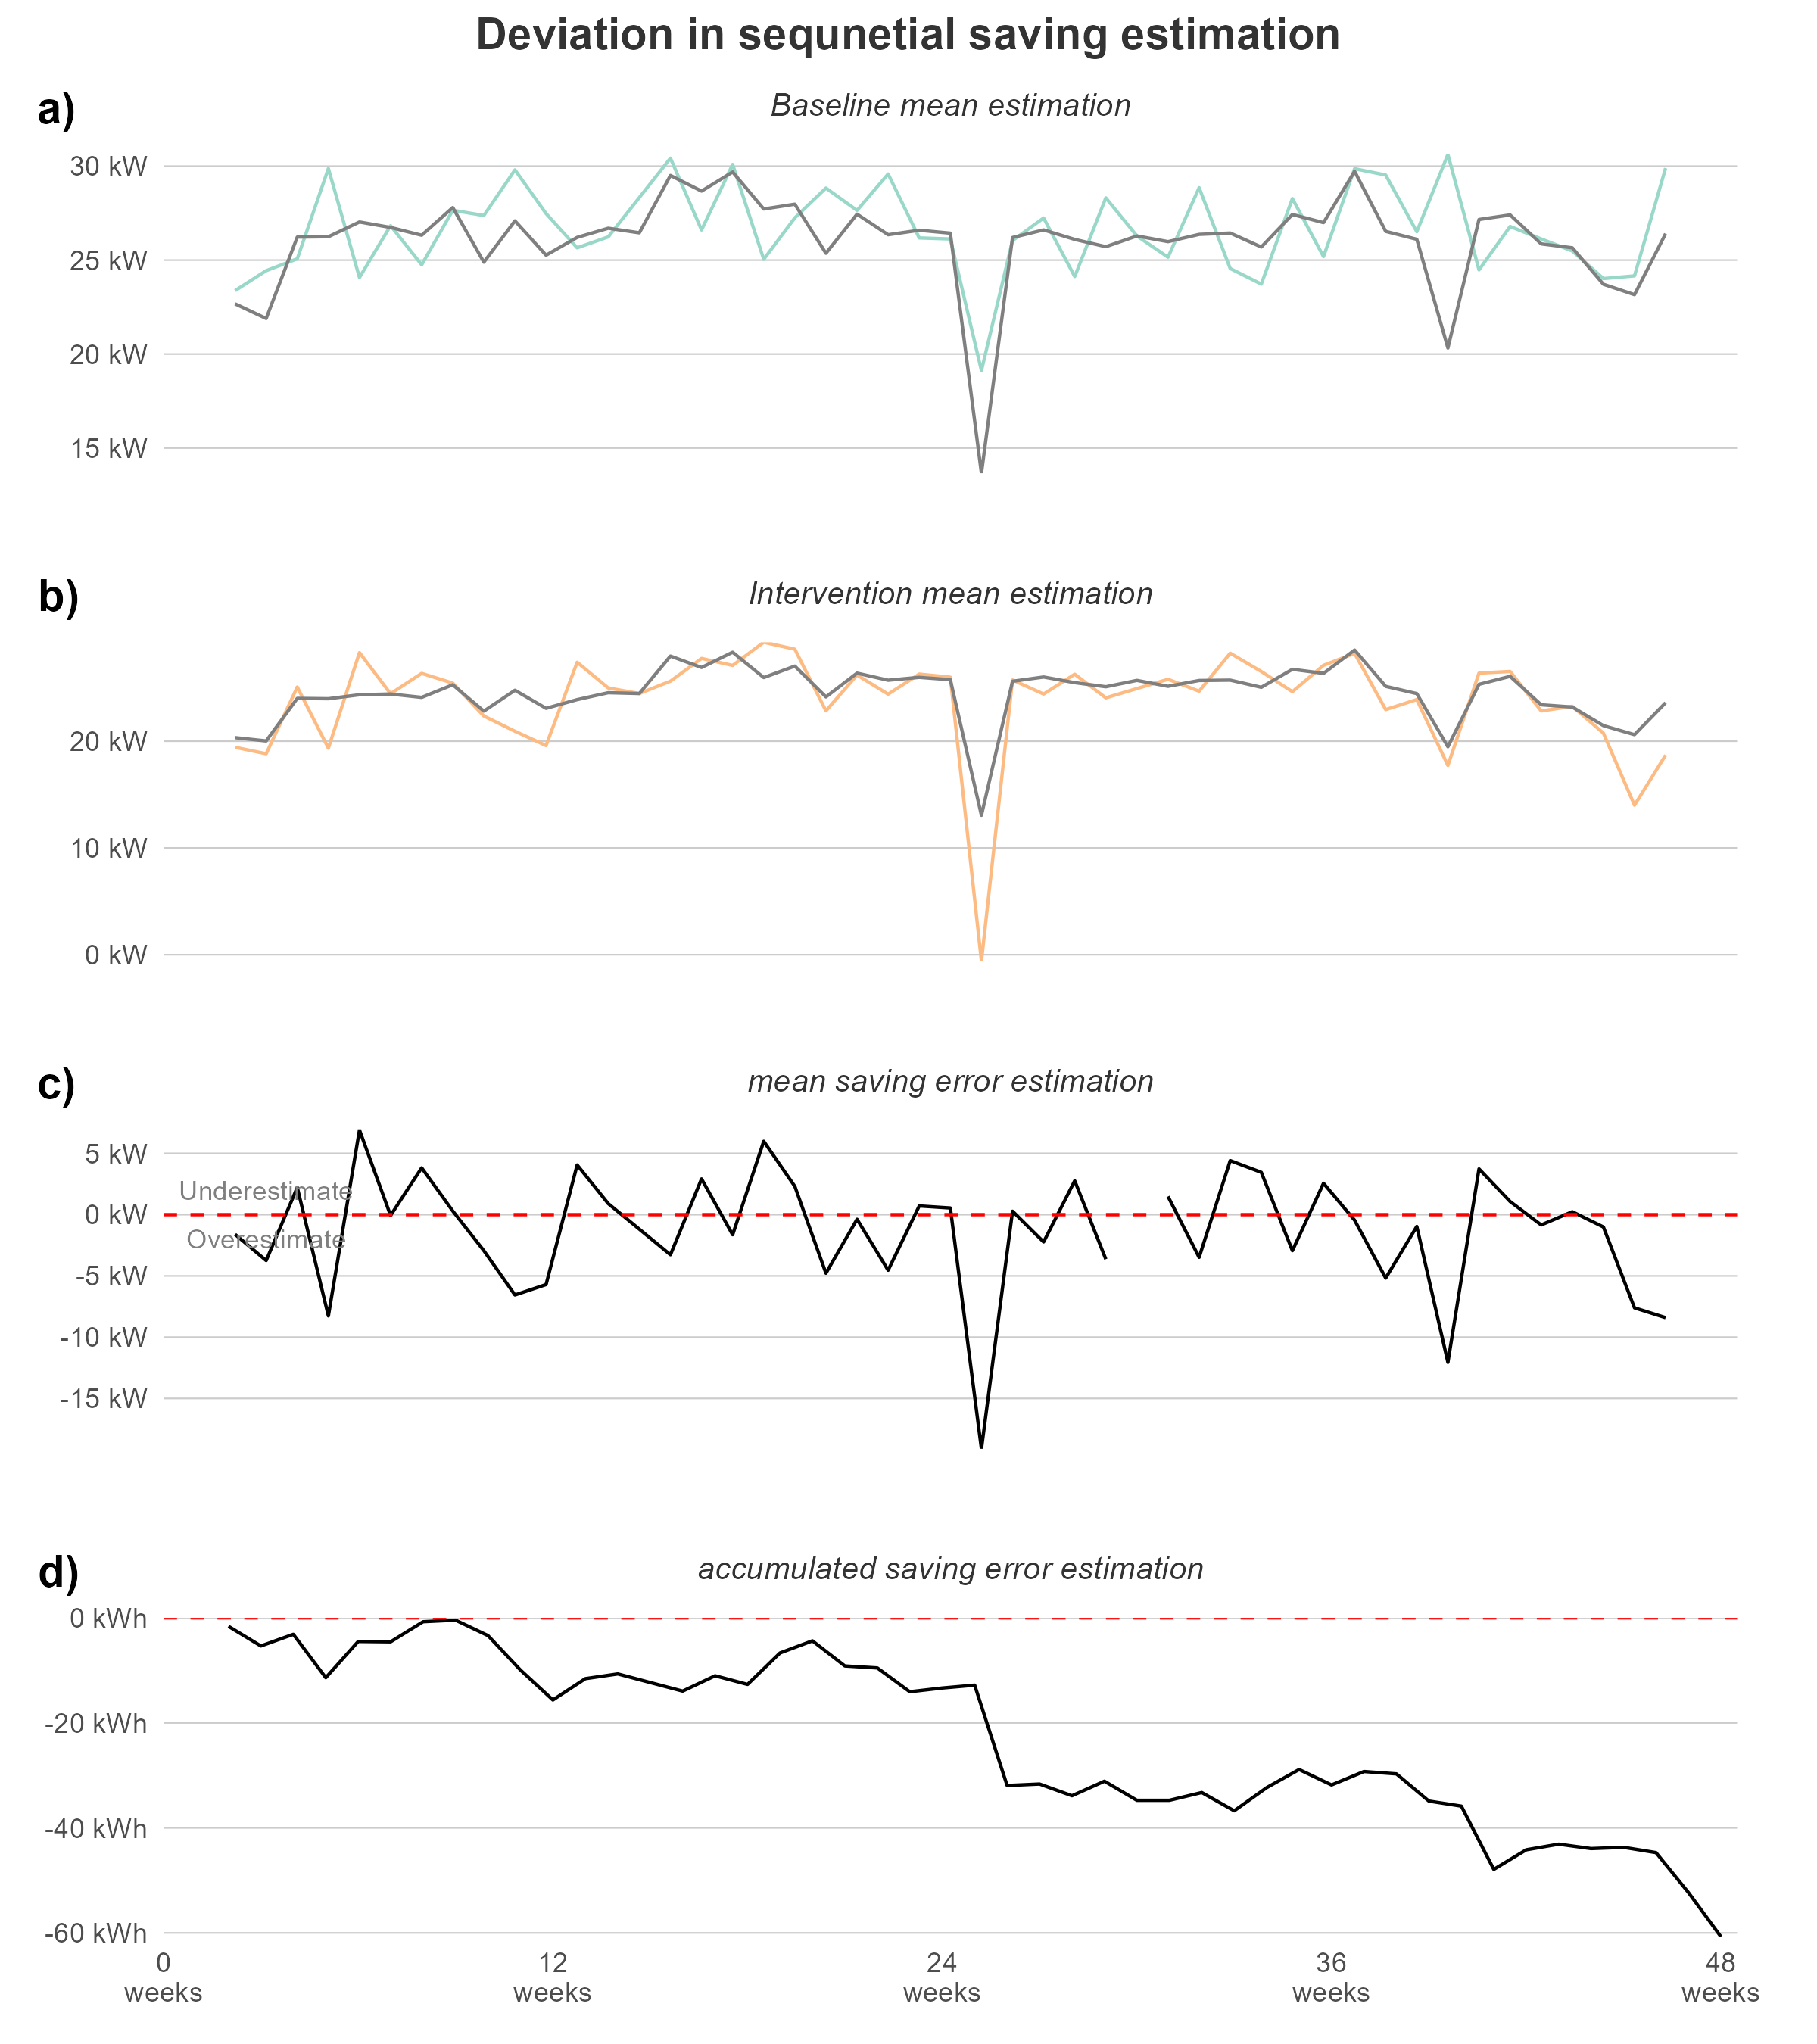 Deviation in sequnetial saving estimation
a)
Baseline mean estimation
30 kW
25 kW
20 kW
15 kW
b)
Intervention mean estimation
20 kW
10 kW
0 kW
c)
mean saving error estimation
5 kW
Underestimate
0 kW
Overestimate
-5 kW
-10 kW
-15 kW
d)
accumulated saving error estimation
0 kWh
-20 kWh
-40 kWh
-60 kWh
0 12 24 36 48
weeks weeks weeks weeks weeks